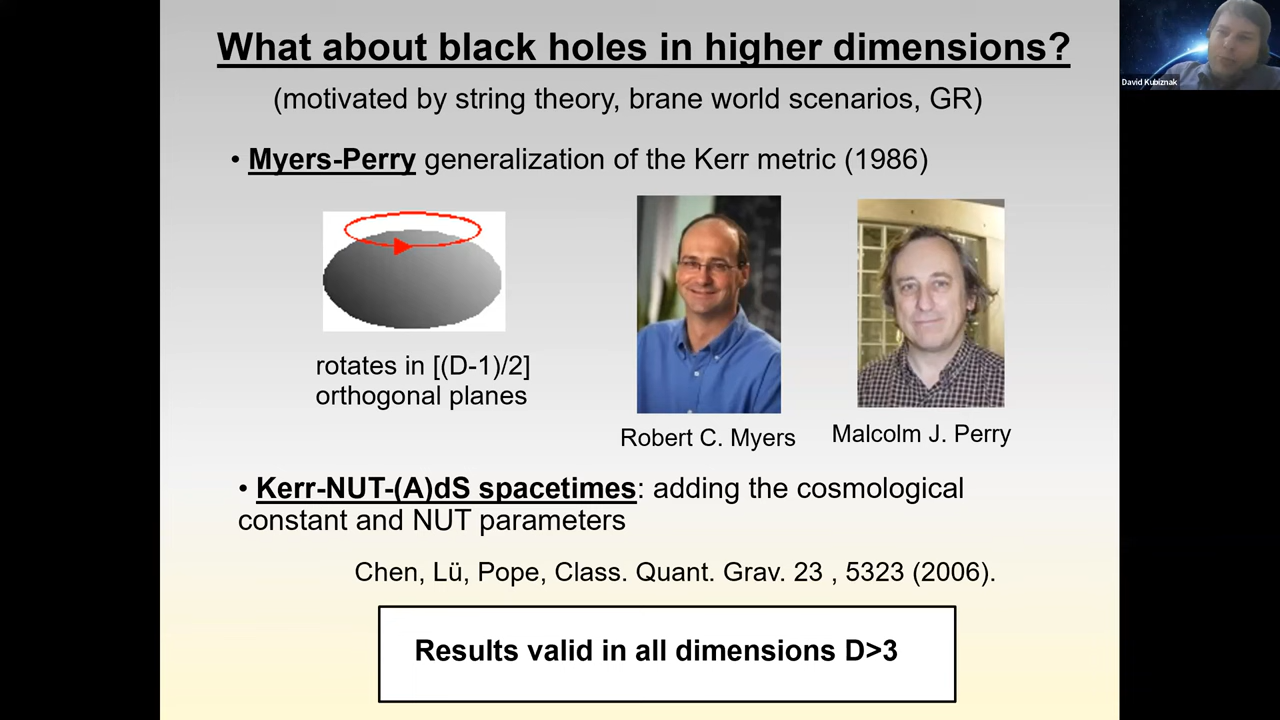 What about black holes in higher dimensions?
David Kubiznak
(motivated by string theory, brane world scenarios, GR)
• Myers-Perry generalization of the Kerr metric (1986)
rotates in [(D-1)/2]
orthogonal planes
Robert C. Myers
Malcolm J. Perry
• Kerr-NUT-(A)dS spacetimes: adding the cosmological
constant and NUT parameters
Chen, Lü, Pope, Class. Quant. Grav. 23 , 5323 (2006).
Results valid in all dimensions D>3